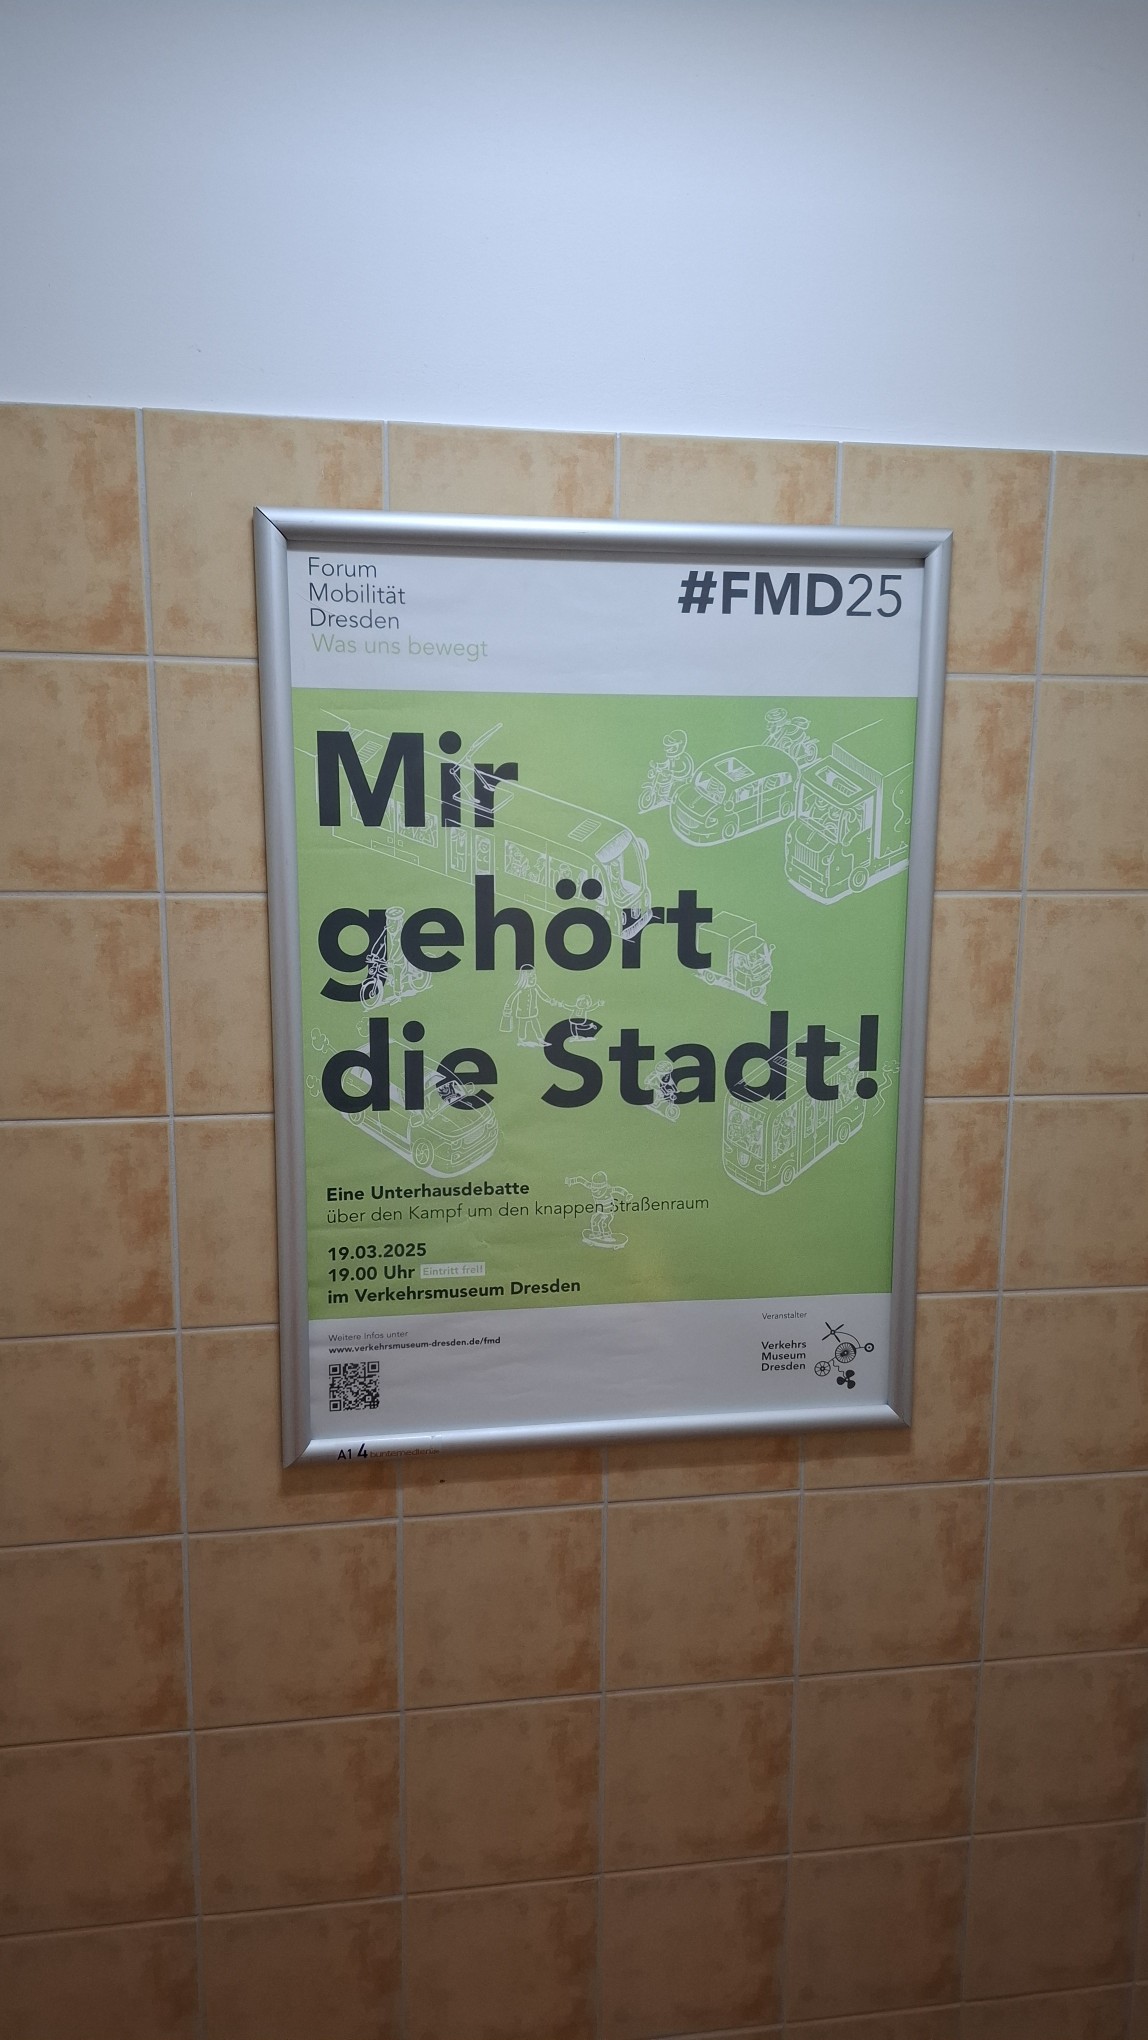 Forum
Mobilität
Dresden
Was uns bewegt
#FMD25
Mir
gehört
die Stadt!
Eine Unterhausdebatte
über den Kampf um den knappen Straßenraum
19.03.2025
19.00 Uhr Eintritt frei!
im Verkehrsmuseum Dresden
Weitere Infos unter
www.verkehrsmuseum-dresden.de/fmd
Veranstalter
Verkehrs
Museum
Dresden
A1 4